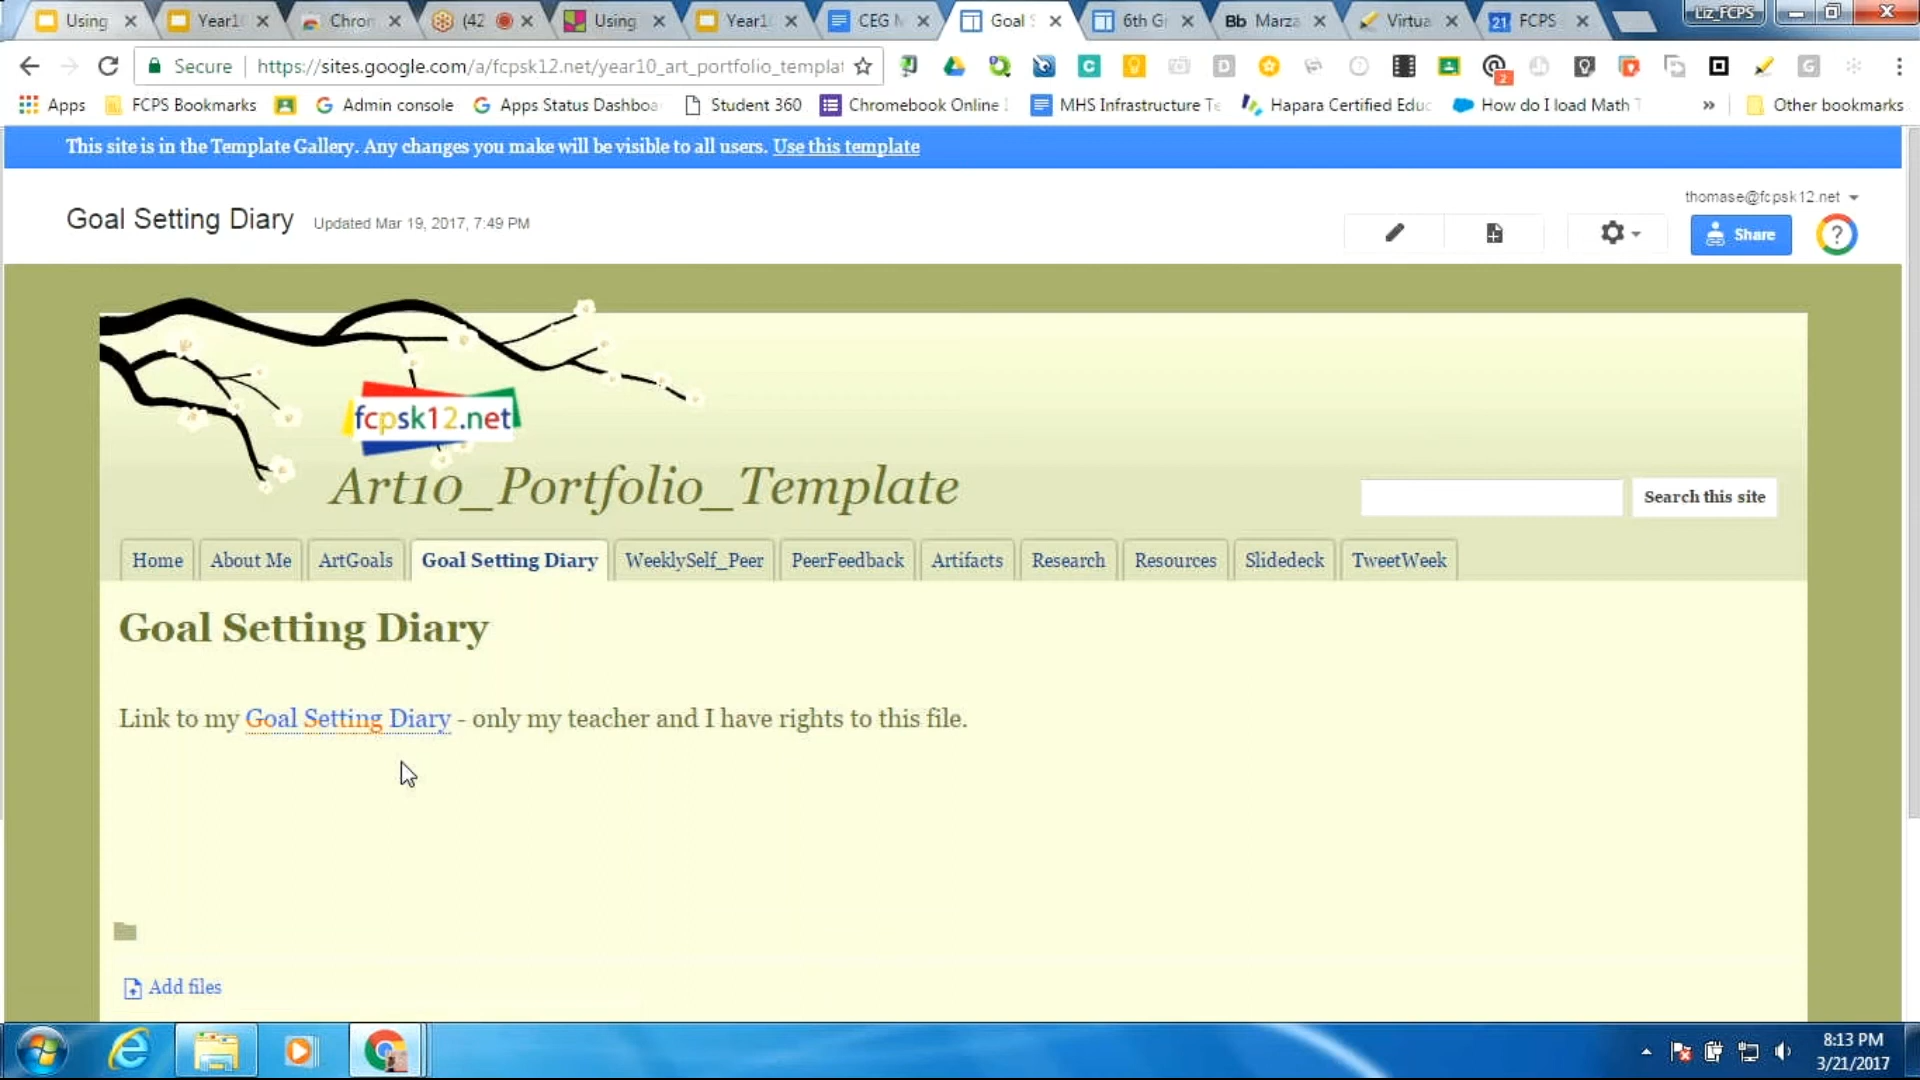 Using Year1 Chron (42 Using Year1 CEG M Goal S 6th G Bb Marza Virtua 21 FCPS Liz_FCPS
Secure https://sites.google.com/a/fcpsk12.net/year10_art_portfolio_templat 2
Apps FCPS Bookmarks Admin console Apps Status Dashboa Student 360 Chromebook Online MHS Infrastructure Te Hapara Certified Educ How do I load Math T » Other bookmarks
This site is in the Template Gallery. Any changes you make will be visible to all users. Use this template
thomase@fcpsk12.net
Goal Setting Diary Updated Mar 19, 2017, 7:49 PM Share ?
fcpsk12.net
Art10_Portfolio_Template
Search this site
Home About Me ArtGoals Goal Setting Diary WeeklySelf_Peer PeerFeedback Artifacts Research Resources Slidedeck TweetWeek
Goal Setting Diary
Link to my Goal Setting Diary - only my teacher and I have rights to this file.
Add files
8:13 PM
3/21/2017